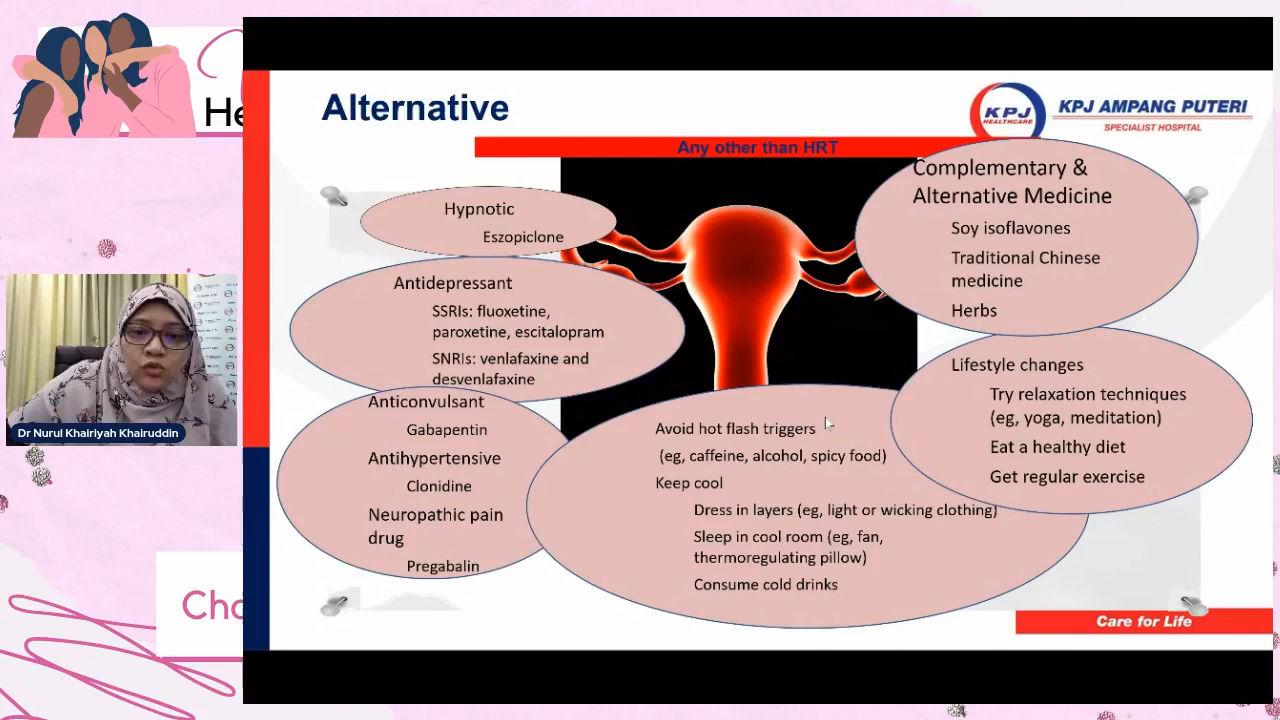 He
Alternative
KPJ
HEALTHCARE
KPJ AMPANG PUTERI
SPECIALIST HOSPITAL
Any other than HRT
Hypnotic
Eszopiclone
Antidepressant
SSRIs: fluoxetine,
paroxetine, escitalopram
SNRIs: venlafaxine and
desvenlafaxine
Anticonvulsant
Gabapentin
Antihypertensive
Clonidine
Neuropathic pain
drug
Pregabalin
Avoid hot flash triggers
(eg, caffeine, alcohol, spicy food)
Keep cool
Dress in layers (eg, light or wicking clothing)
Sleep in cool room (eg, fan,
thermoregulating pillow)
Consume cold drinks
Complementary &
Alternative Medicine
Soy isoflavones
Traditional Chinese
medicine
Herbs
Lifestyle changes
Try relaxation techniques
(eg, yoga, meditation)
Eat a healthy diet
Get regular exercise
Care for Life
Dr Nurul Khairiyah Khairuddin